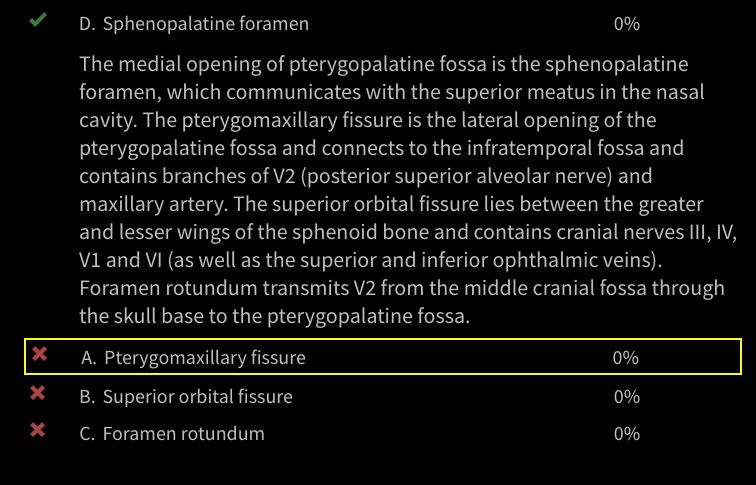 D. Sphenopalatine foramen 0%
The medial opening of pterygopalatine fossa is the sphenopalatine
foramen, which communicates with the superior meatus in the nasal
cavity. The pterygomaxillary fissure is the lateral opening of the
pterygopalatine fossa and connects to the infratemporal fossa and
contains branches of V2 (posterior superior alveolar nerve) and
maxillary artery. The superior orbital fissure lies between the greater
and lesser wings of the sphenoid bone and contains cranial nerves III, IV,
V1 and VI (as well as the superior and inferior ophthalmic veins).
Foramen rotundum transmits V2 from the middle cranial fossa through
the skull base to the pterygopalatine fossa.
A. Pterygomaxillary fissure 0%
B. Superior orbital fissure 0%
C. Foramen rotundum 0%